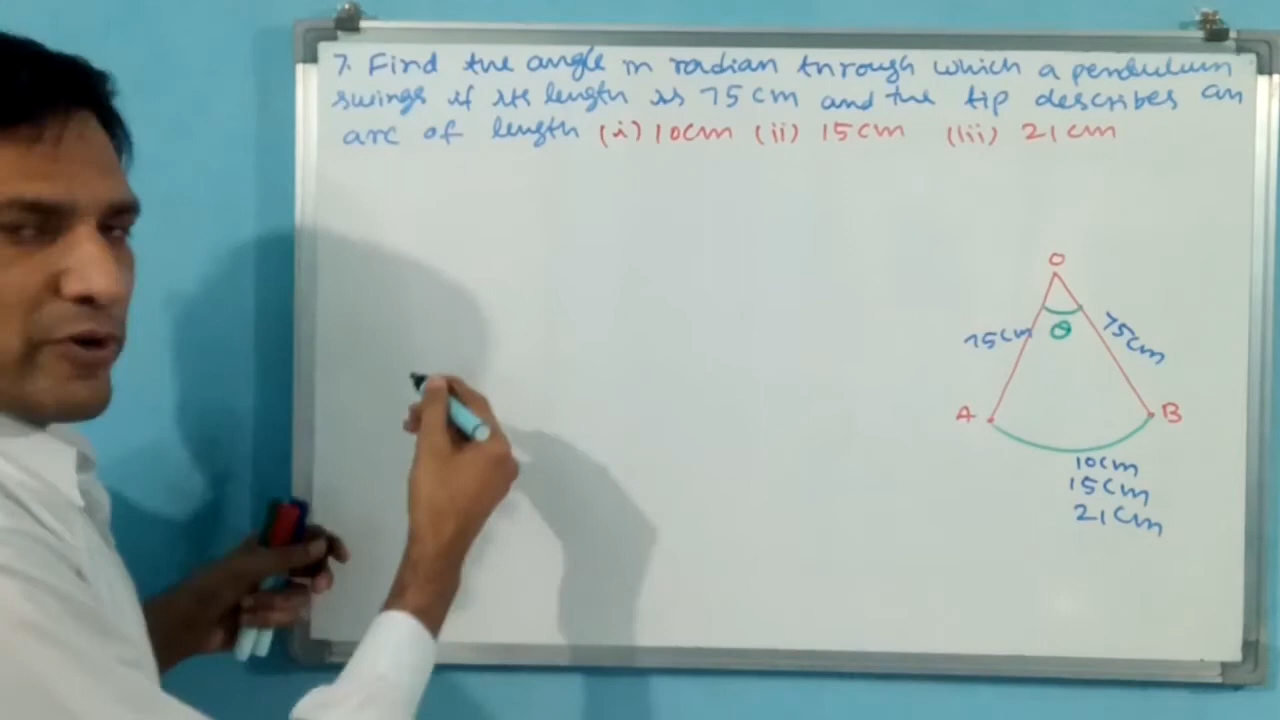 7. Find the angle in radian through which a pendulum
swings if its length is 75 cm and the tip describes an
arc of length (i) 10cm (ii) 15cm (iii) 21cm
O
75cm θ 75cm
A B
10cm
15cm
21cm